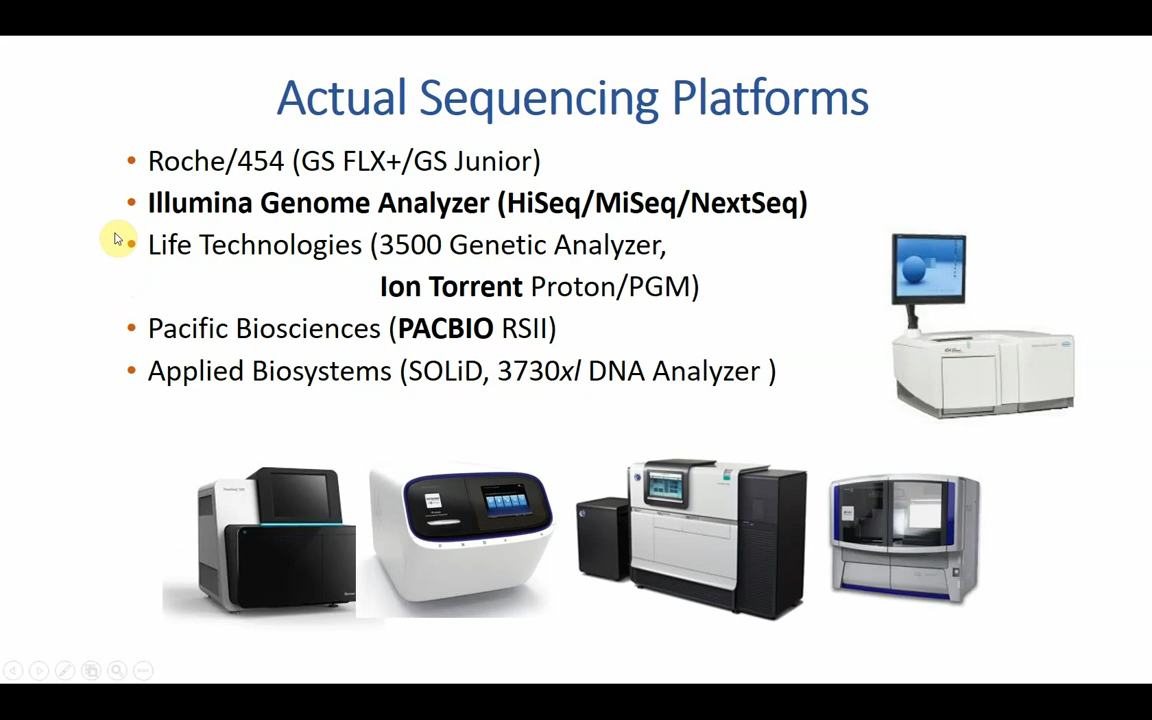 Actual Sequencing Platforms
• Roche/454 (GS FLX+/GS Junior)
• Illumina Genome Analyzer (HiSeq/MiSeq/NextSeq)
• Life Technologies (3500 Genetic Analyzer,
Ion Torrent Proton/PGM)
• Pacific Biosciences (PACBIO RSII)
• Applied Biosystems (SOLiD, 3730xl DNA Analyzer )